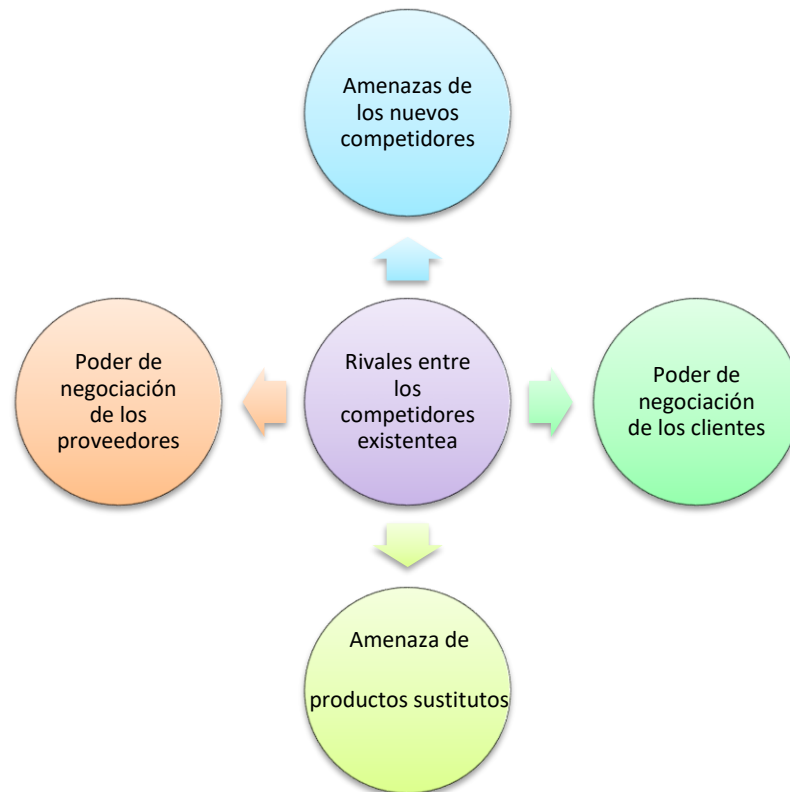 Amenazas de
los nuevos
competidores
Poder de
negociación
de los
proveedores
Rivales entre
los
competidores
existentea
Poder de
negociación
de los clientes
Amenaza de
productos sustitutos